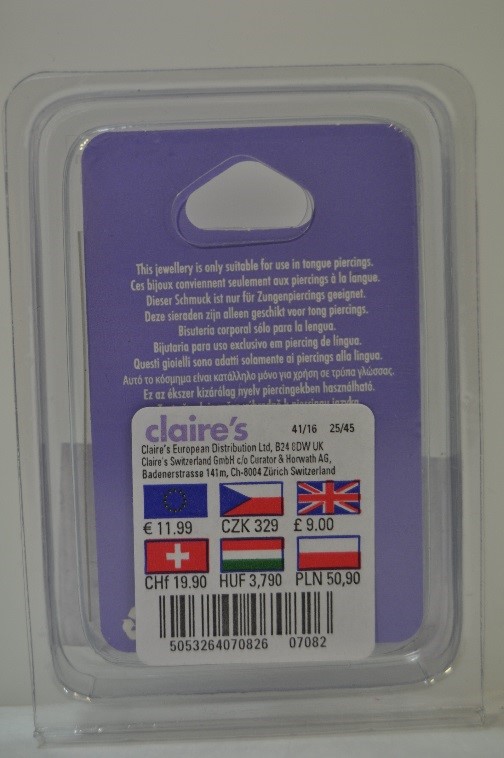 This jewellery is only suitable for use in tongue piercings.
Ces bijoux conviennent seulement aux piercings à la langue.
Dieser Schmuck ist nur für Zungenpiercings geeignet.
Deze sieraden zijn alleen geschikt voor tong piercings.
Bisutería corporal sólo para la lengua.
Bijutaria para uso exclusivo em piercing de língua.
Questi gioielli sono adatti solamente ai piercings alla lingua.
Αυτό το κόσμημα είναι κατάλληλο μόνο για χρήση σε τρύπα γλώσσας.
Ez az ékszer kizárólag nyelv piercingekben használható.
claire's 41/16 25/45
Claire's European Distribution Ltd, B24 8DW UK
Claire's Switzerland GmbH c/o Curator & Horwath AG,
Badenerstrasse 141m, Ch-8004 Zürich Switzerland
€ 11.99 CZK 329 £ 9.00
CHf 19.90 HUF 3,790 PLN 50,90
5053264070826 07082